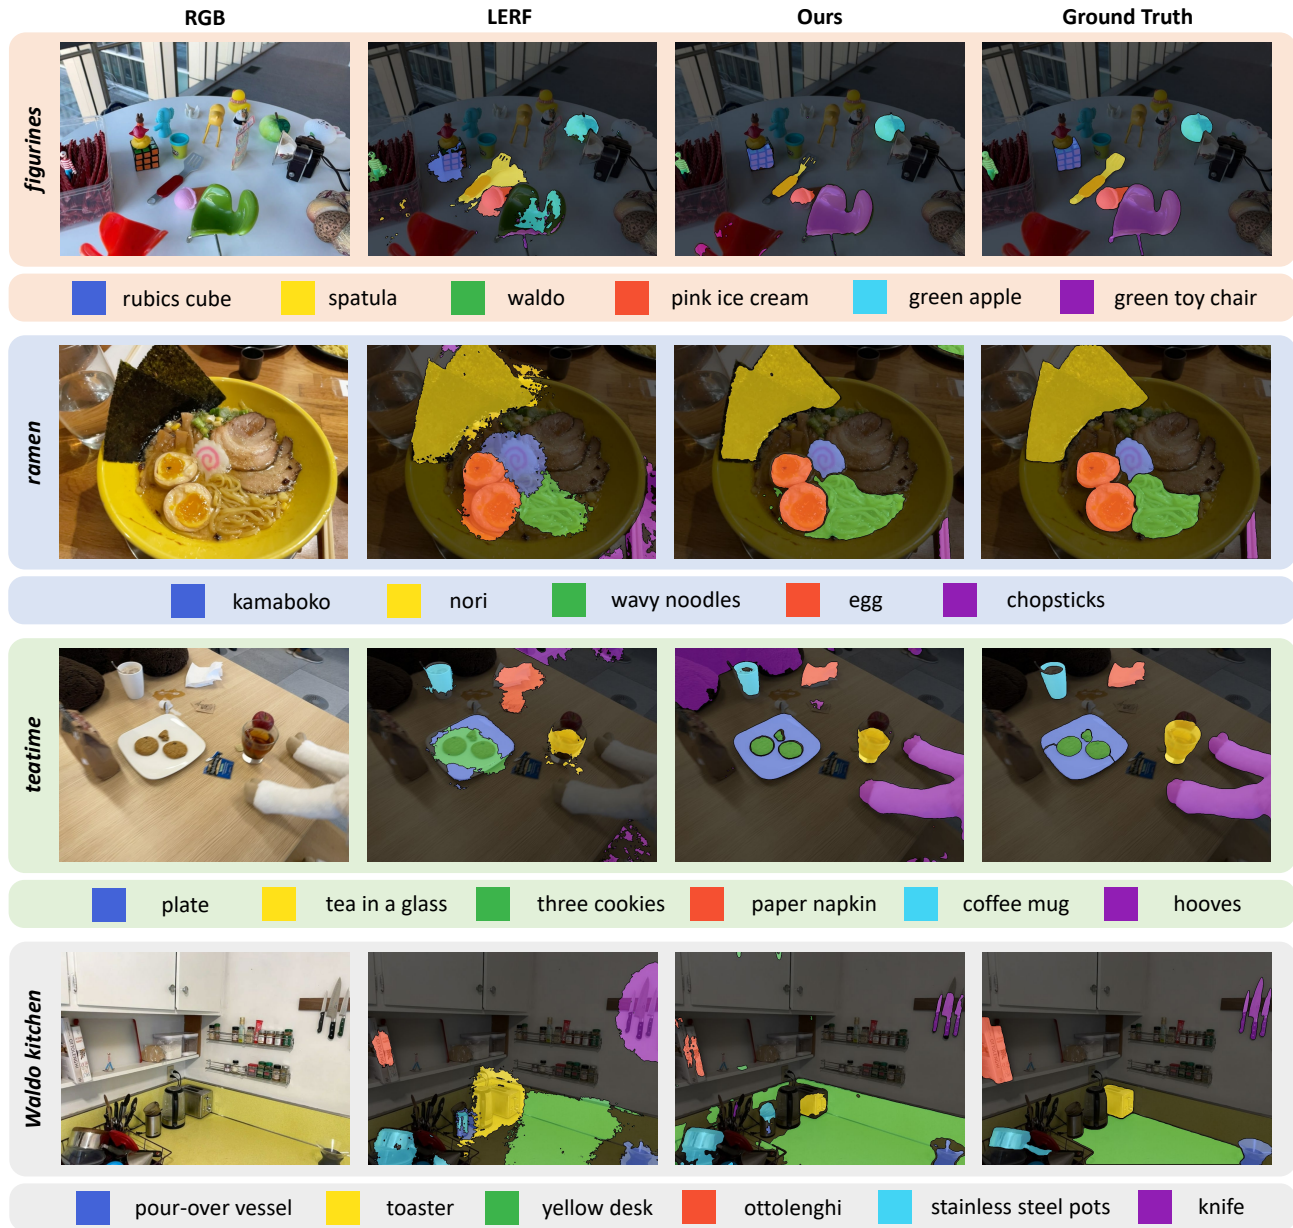 RGB LERF Ours Ground Truth
figurines
rubics cube spatula waldo pink ice cream green apple green toy chair
ramen
kamaboko nori wavy noodles egg chopsticks
teatime
plate tea in a glass three cookies paper napkin coffee mug hooves
Waldo kitchen
pour-over vessel toaster yellow desk ottolenghi stainless steel pots knife